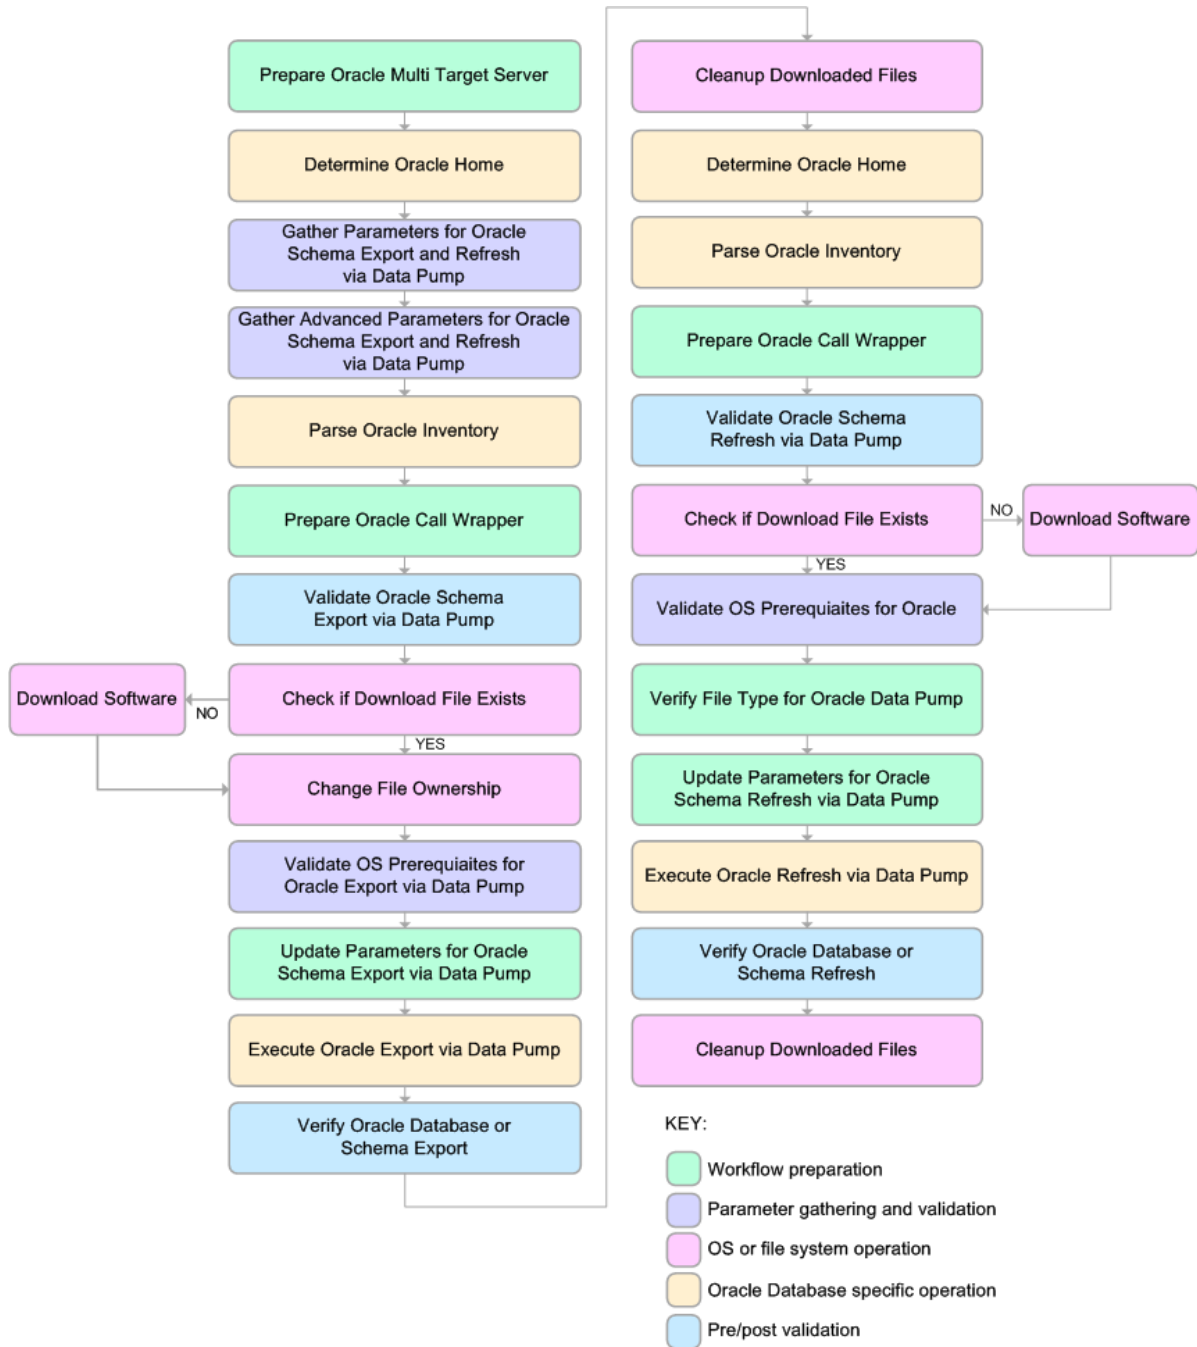 Prepare Oracle Multi Target Server
Determine Oracle Home
Gather Parameters for Oracle
Schema Export and Refresh
via Data Pump
Gather Advanced Parameters for Oracle
Schema Export and Refresh
via Data Pump
Parse Oracle Inventory
Prepare Oracle Call Wrapper
Validate Oracle Schema
Export via Data Pump
Check if Download File Exists
NO
Download Software
YES
Change File Ownership
Validate OS Prerequiaites for
Oracle Export via Data Pump
Update Parameters for Oracle
Schema Export via Data Pump
Execute Oracle Export via Data Pump
Verify Oracle Database or
Schema Export
Cleanup Downloaded Files
Determine Oracle Home
Parse Oracle Inventory
Prepare Oracle Call Wrapper
Validate Oracle Schema
Refresh via Data Pump
Check if Download File Exists
NO
Download Software
YES
Validate OS Prerequiaites for Oracle
Verify File Type for Oracle Data Pump
Update Parameters for Oracle
Schema Refresh via Data Pump
Execute Oracle Refresh via Data Pump
Verify Oracle Database or
Schema Refresh
Cleanup Downloaded Files
KEY:
Workflow preparation
Parameter gathering and validation
OS or file system operation
Oracle Database specific operation
Pre/post validation